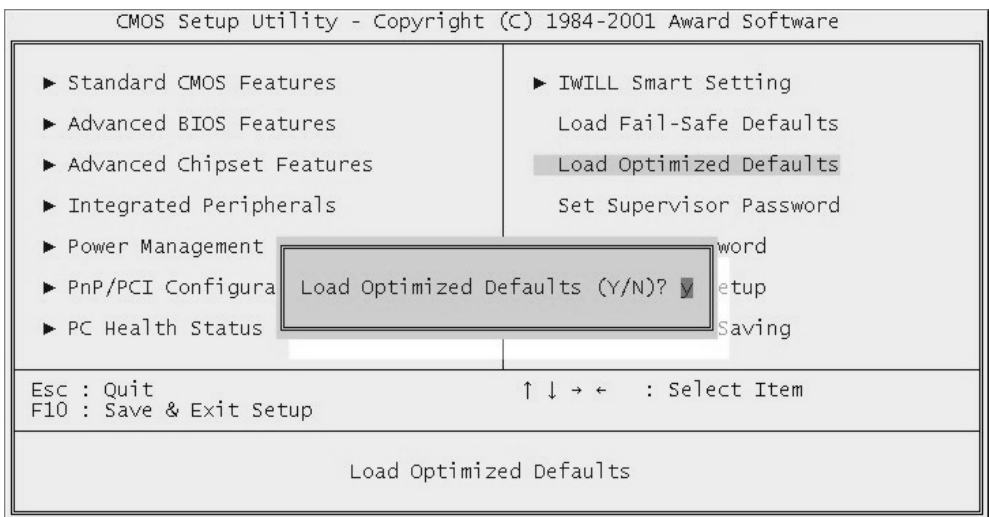 CMOS Setup Utility - Copyright (C) 1984-2001 Award Software
► Standard CMOS Features
► Advanced BIOS Features
► Advanced Chipset Features
► Integrated Peripherals
► Power Management
► PnP/PCI Configura
► PC Health Status
► IWILL Smart Setting
Load Fail-Safe Defaults
Load Optimized Defaults
Set Supervisor Password
word
etup
Saving
Load Optimized Defaults (Y/N)? y
Esc : Quit
F10 : Save & Exit Setup
↑ ↓ → ← : Select Item
Load Optimized Defaults